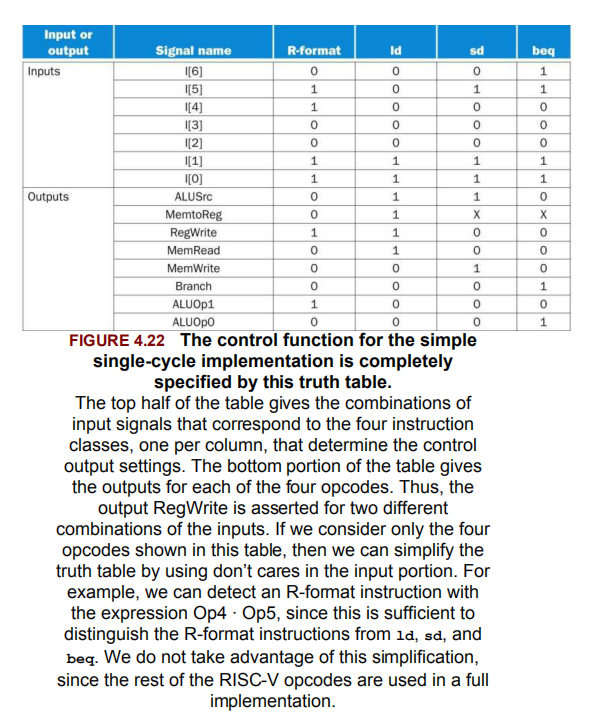 Input or output Signal name R-format ld sd beq
Inputs I[6] 0 0 0 1
I[5] 1 0 1 1
I[4] 1 0 0 0
I[3] 0 0 0 0
I[2] 0 0 0 0
I[1] 1 1 1 1
I[0] 1 1 1 1
Outputs ALUSrc 0 1 1 0
MemtoReg 0 1 X X
RegWrite 1 1 0 0
MemRead 0 1 0 0
MemWrite 0 0 1 0
Branch 0 0 0 1
ALUOp1 1 0 0 0
ALUOp0 0 0 0 1
FIGURE 4.22 The control function for the simple
single-cycle implementation is completely
specified by this truth table.
The top half of the table gives the combinations of
input signals that correspond to the four instruction
classes, one per column, that determine the control
output settings. The bottom portion of the table gives
the outputs for each of the four opcodes. Thus, the
output RegWrite is asserted for two different
combinations of the inputs. If we consider only the four
opcodes shown in this table, then we can simplify the
truth table by using don’t cares in the input portion. For
example, we can detect an R-format instruction with
the expression Op4 · Op5, since this is sufficient to
distinguish the R-format instructions from ld, sd, and
beq. We do not take advantage of this simplification,
since the rest of the RISC-V opcodes are used in a full
implementation.